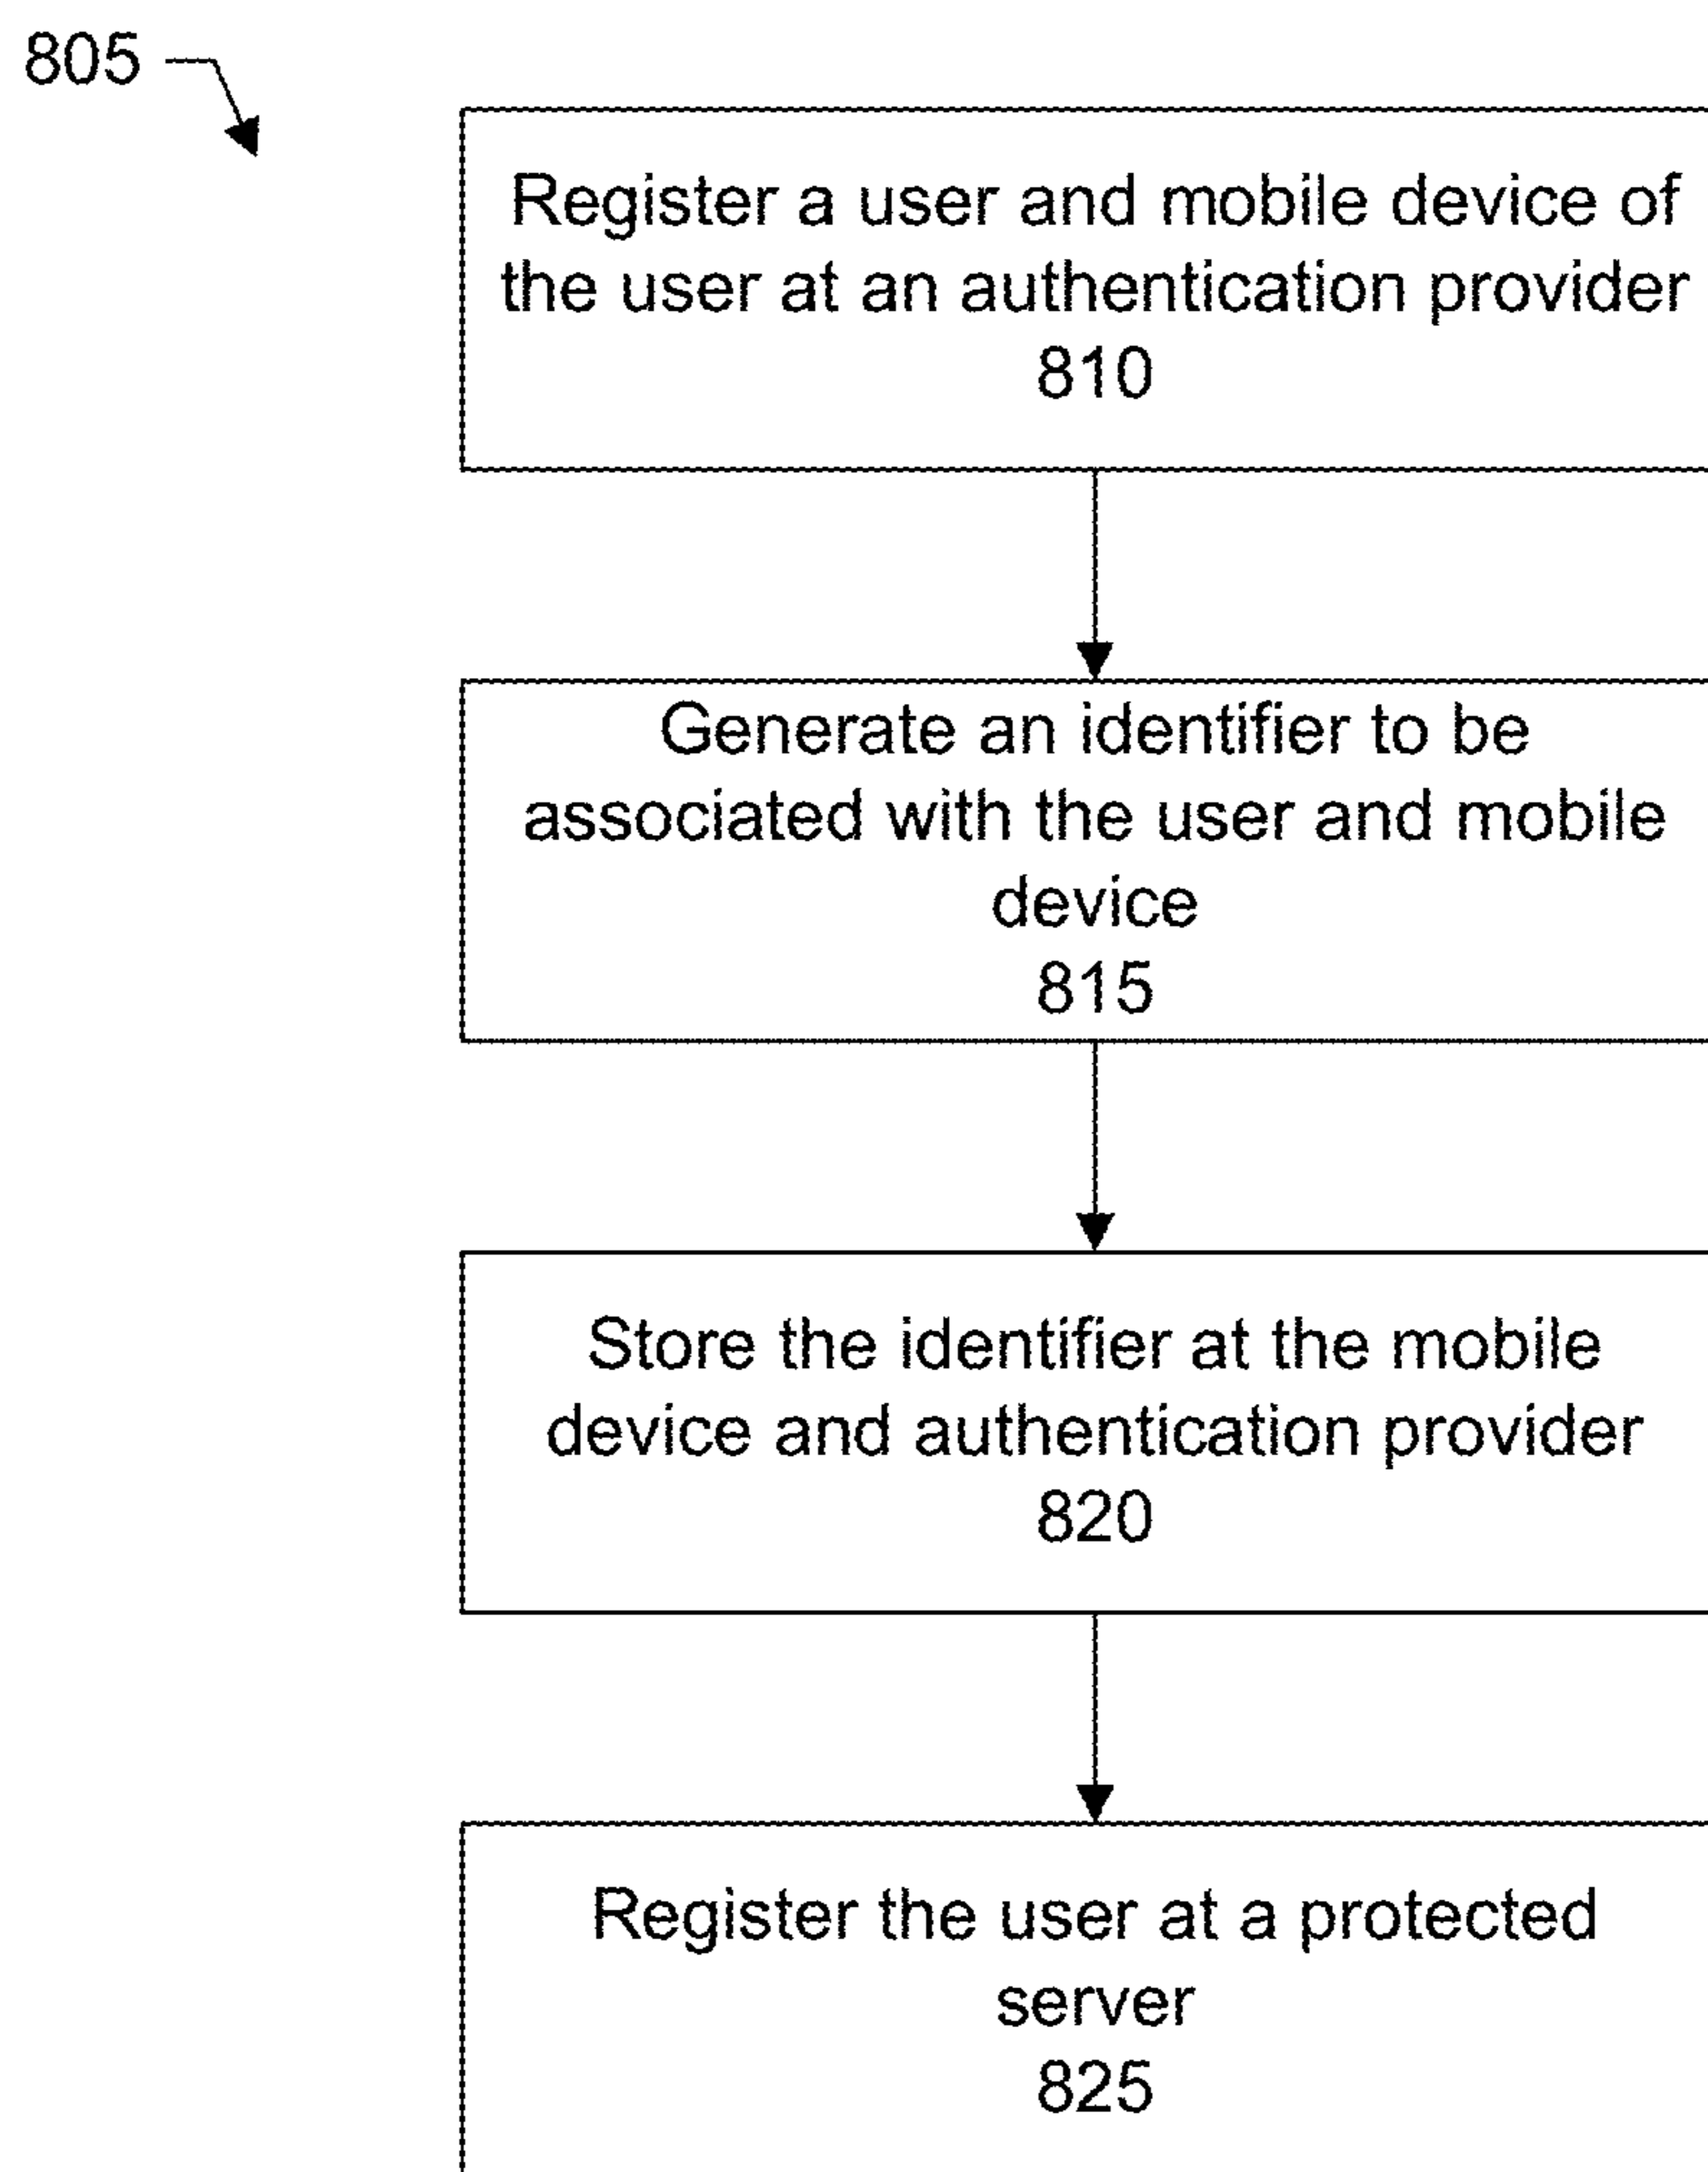 805
Register a user and mobile device of
the user at an authentication provider
810
Generate an identifier to be
associated with the user and mobile
device
815
Store the identifier at the mobile
device and authentication provider
820
Register the user at a protected
server
825